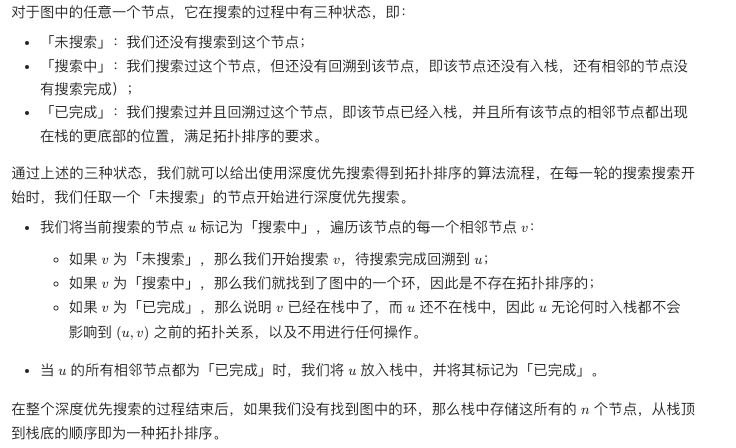 对于图中的任意一个节点，它在搜索的过程中有三种状态，即：
• 「未搜索」：我们还没有搜索到这个节点；
• 「搜索中」：我们搜索过这个节点，但还没有回溯到该节点，即该节点还没有入栈，还有相邻的节点没
有搜索完成）；
• 「已完成」：我们搜索过并且回溯过这个节点，即该节点已经入栈，并且所有该节点的相邻节点都出现
在栈的更底部的位置，满足拓扑排序的要求。
通过上述的三种状态，我们就可以给出使用深度优先搜索得到拓扑排序的算法流程，在每一轮的搜索搜索开
始时，我们任取一个「未搜索」的节点开始进行深度优先搜索。
• 我们将当前搜索的节点 u 标记为「搜索中」，遍历该节点的每一个相邻节点 v：
◦ 如果 v 为「未搜索」，那么我们开始搜索 v，待搜索完成回溯到 u；
◦ 如果 v 为「搜索中」，那么我们就找到了图中的一个环，因此是不存在拓扑排序的；
◦ 如果 v 为「已完成」，那么说明 v 已经在栈中了，而 u 还不在栈中，因此 u 无论何时入栈都不会
影响到 (u, v) 之前的拓扑关系，以及不用进行任何操作。
• 当 u 的所有相邻节点都为「已完成」时，我们将 u 放入栈中，并将其标记为「已完成」。
在整个深度优先搜索的过程结束后，如果我们没有找到图中的环，那么栈中存储这所有的 n 个节点，从栈顶
到栈底的顺序即为一种拓扑排序。